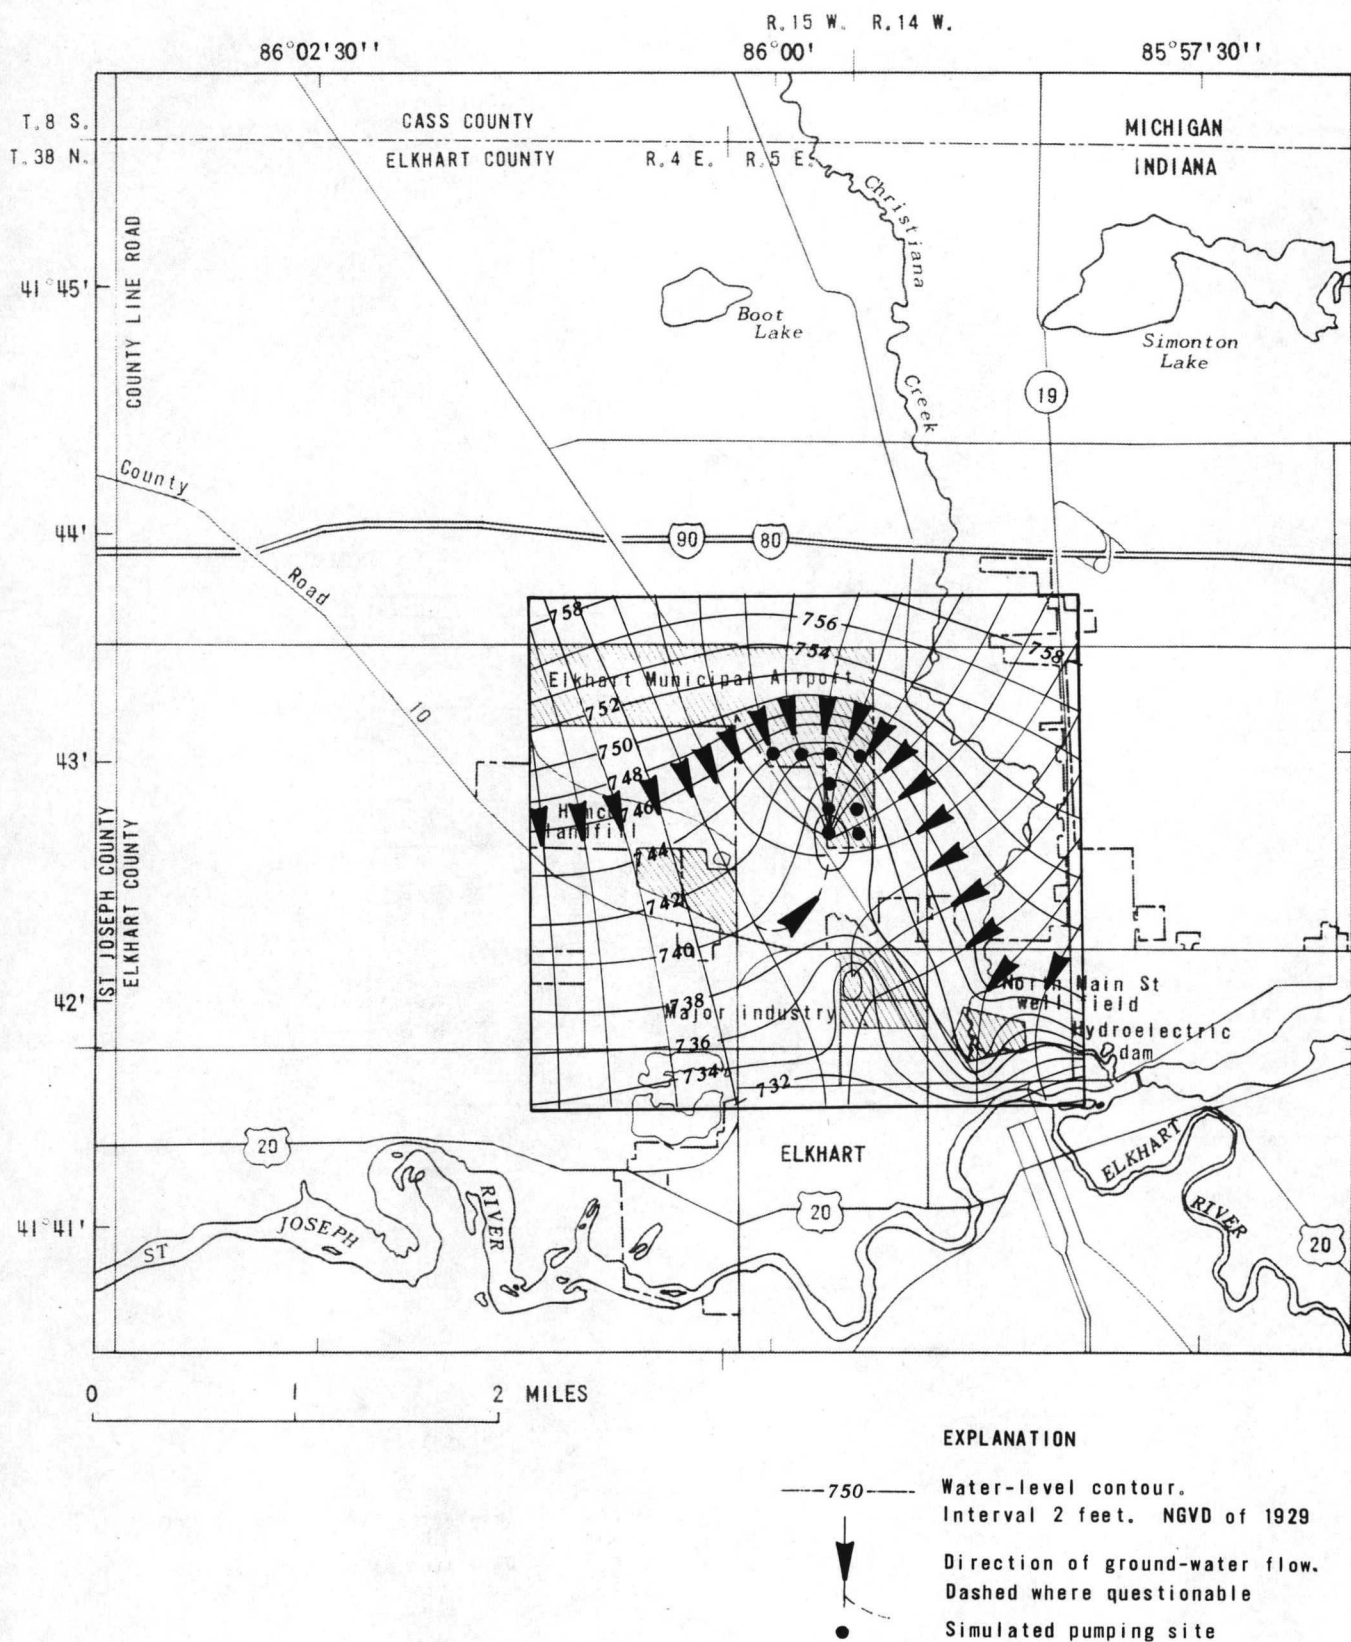 R.15 W. R.14 W.
86°02'30'' 86°00' 85°57'30''
T.8 S.
T.38 N.
CASS COUNTY
ELKHART COUNTY
R.4 E. R.5 E.
MICHIGAN
INDIANA
COUNTY LINE ROAD
41°45'
Christiana
Creek
Boot
Lake
Simonton
Lake
19
County
Road
10
44'
90 80
758
756
754
758
Elkhart Municipal Airport
752
750
748
746
43'
landfill
744
742
740
738
736
734
732
ST JOSEPH COUNTY
ELKHART COUNTY
42'
Major industry
North Main St
well field
Hydroelectric
dam
20
ELKHART
20
ELKHART
RIVER
20
41°41'
ST
JOSEPH
RIVER
0 1 2 MILES
EXPLANATION
750 Water-level contour.
Interval 2 feet. NGVD of 1929
Direction of ground-water flow.
Dashed where questionable
Simulated pumping site